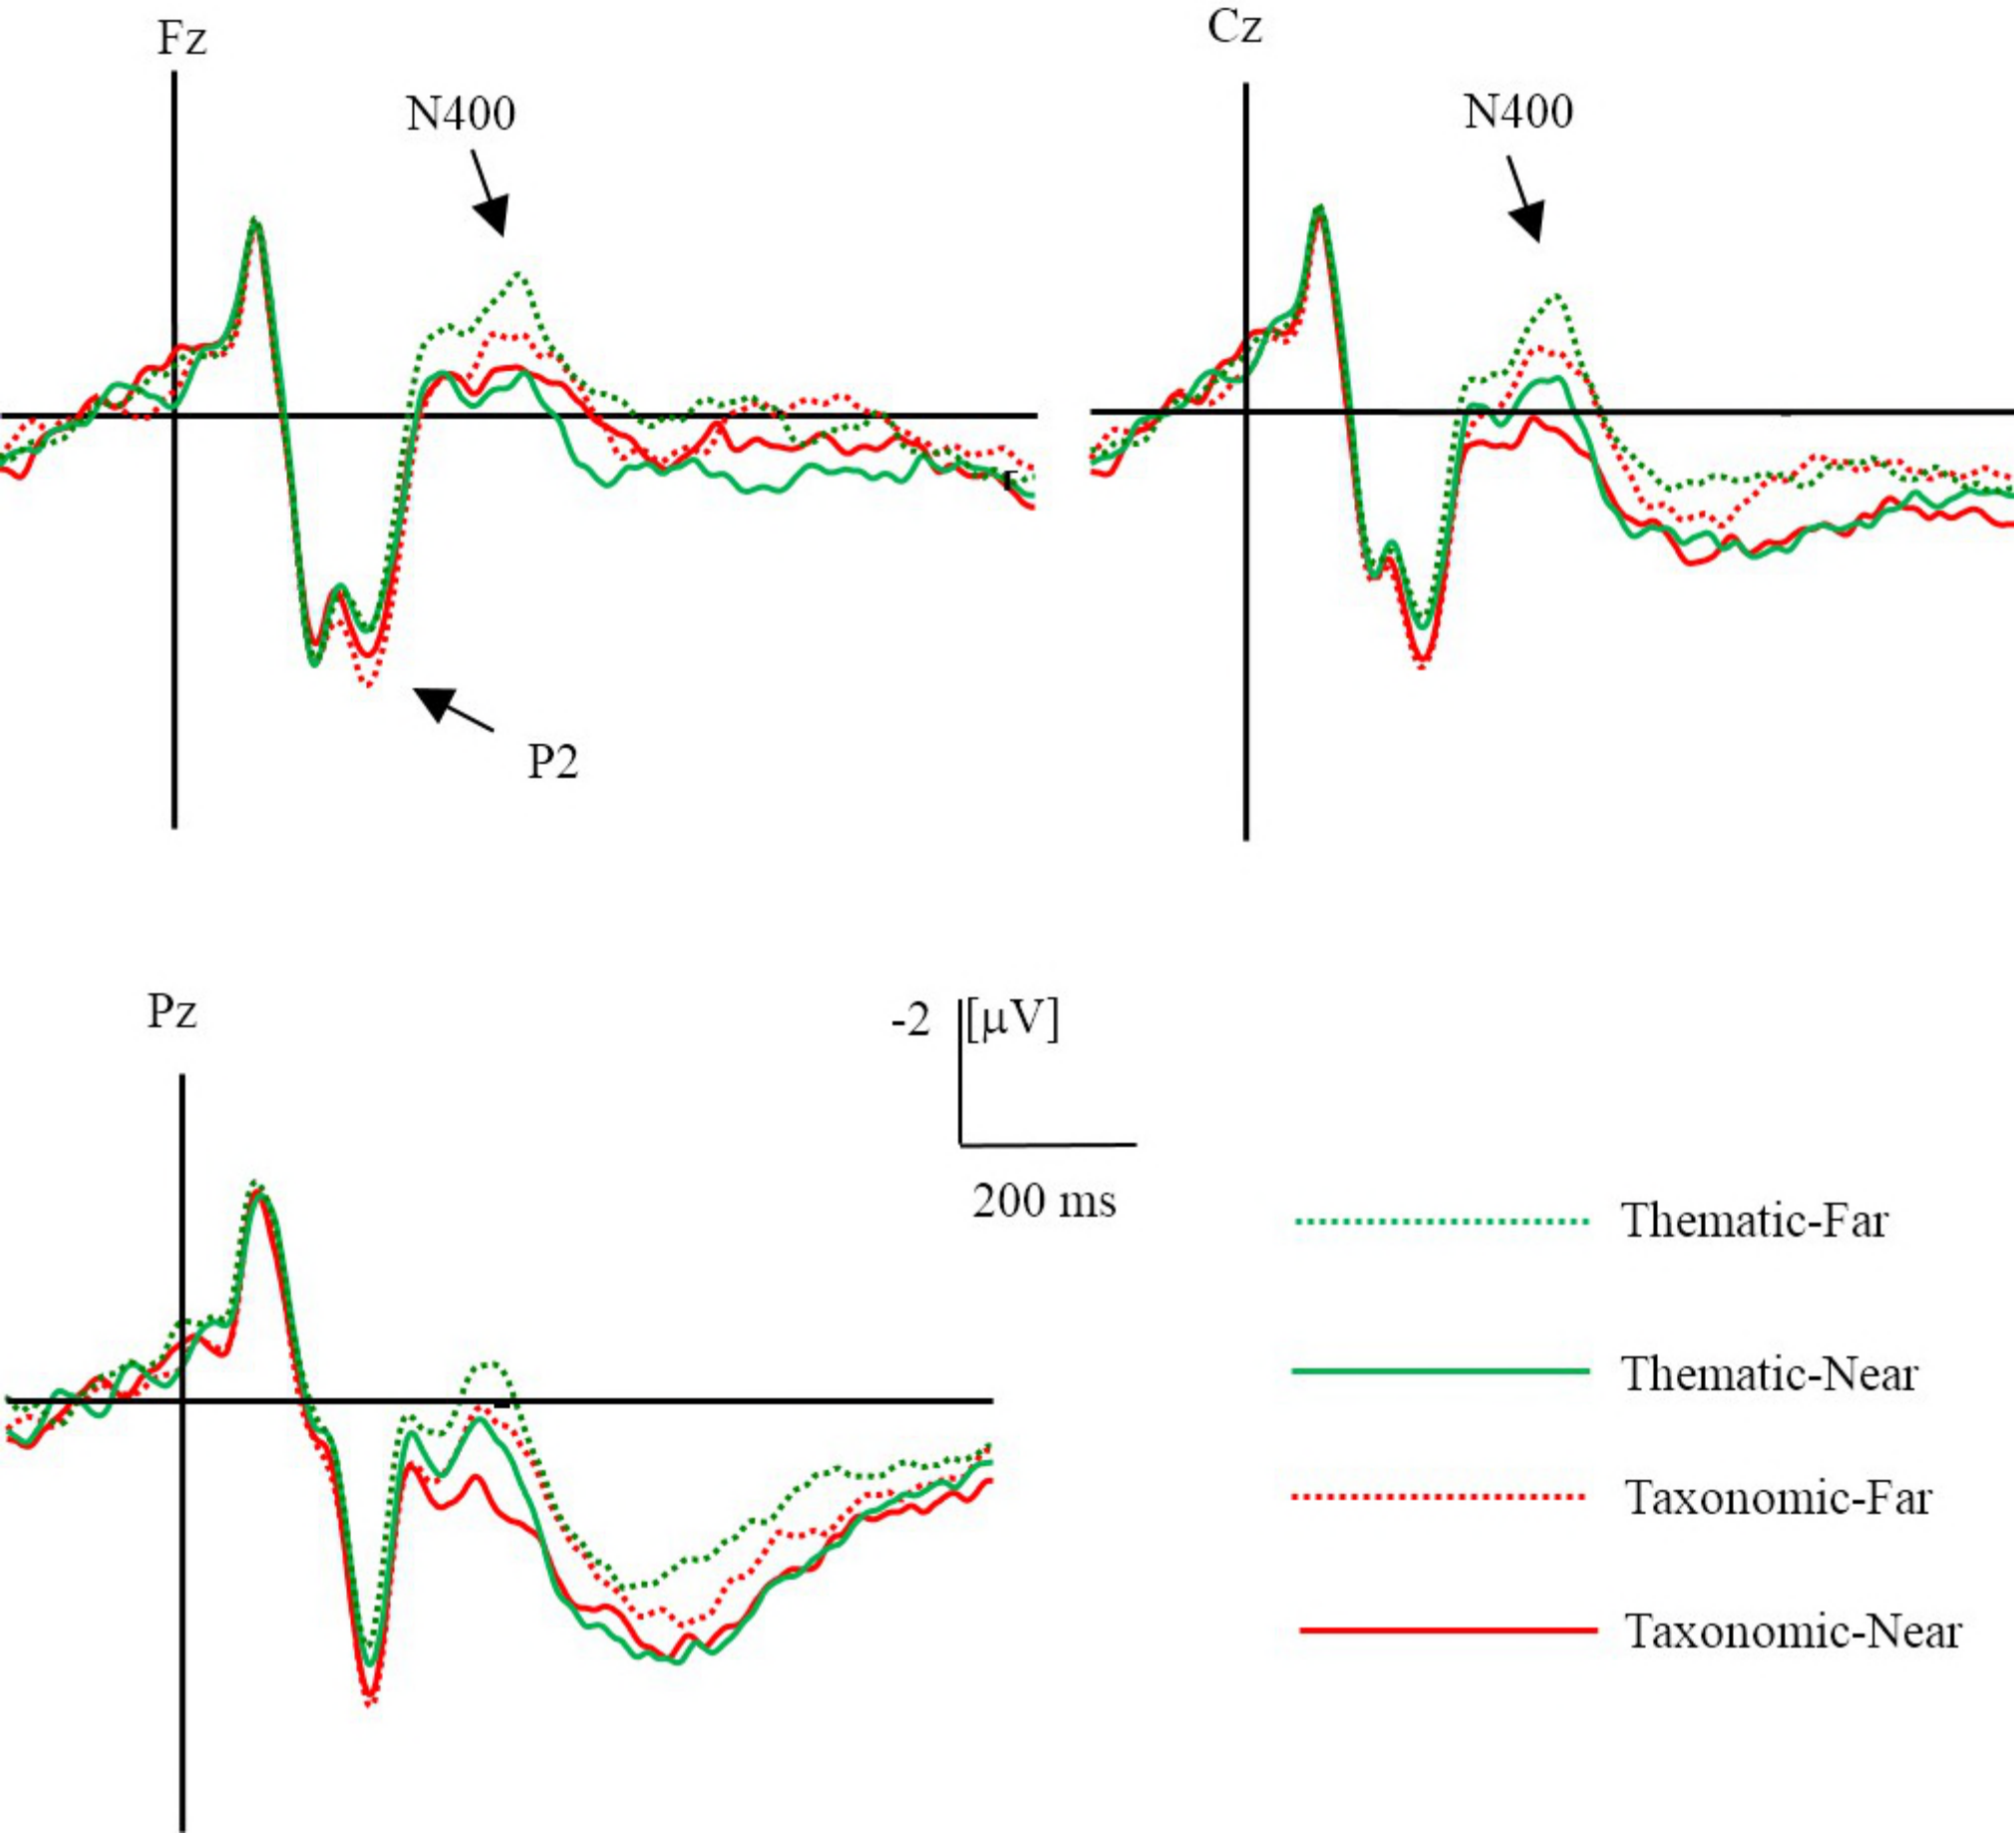 Fz
N400
P2
Cz
N400
Pz
-2 [μV]
200 ms
Thematic-Far
Thematic-Near
Taxonomic-Far
Taxonomic-Near